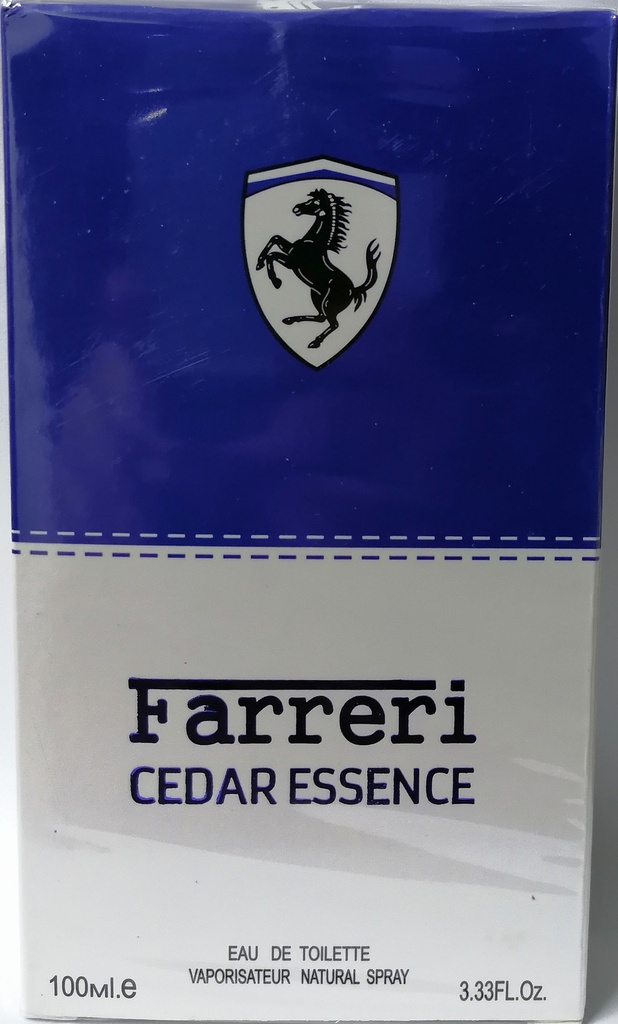 Farreri
CEDAR ESSENCE
EAU DE TOILETTE
VAPORISATEUR NATURAL SPRAY
100Ml.e
3.33FL.Oz.